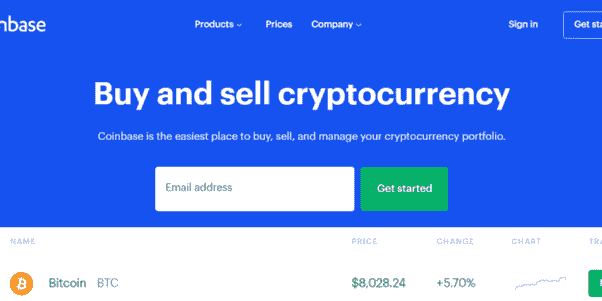 nbase Products Prices Company Sign in Get sta
Buy and sell cryptocurrency
Coinbase is the easiest place to buy, sell, and manage your cryptocurrency portfolio.
Email address Get started
NAME PRICE CHANGE CHART TRA
Bitcoin BTC $8,028.24 +5.70%